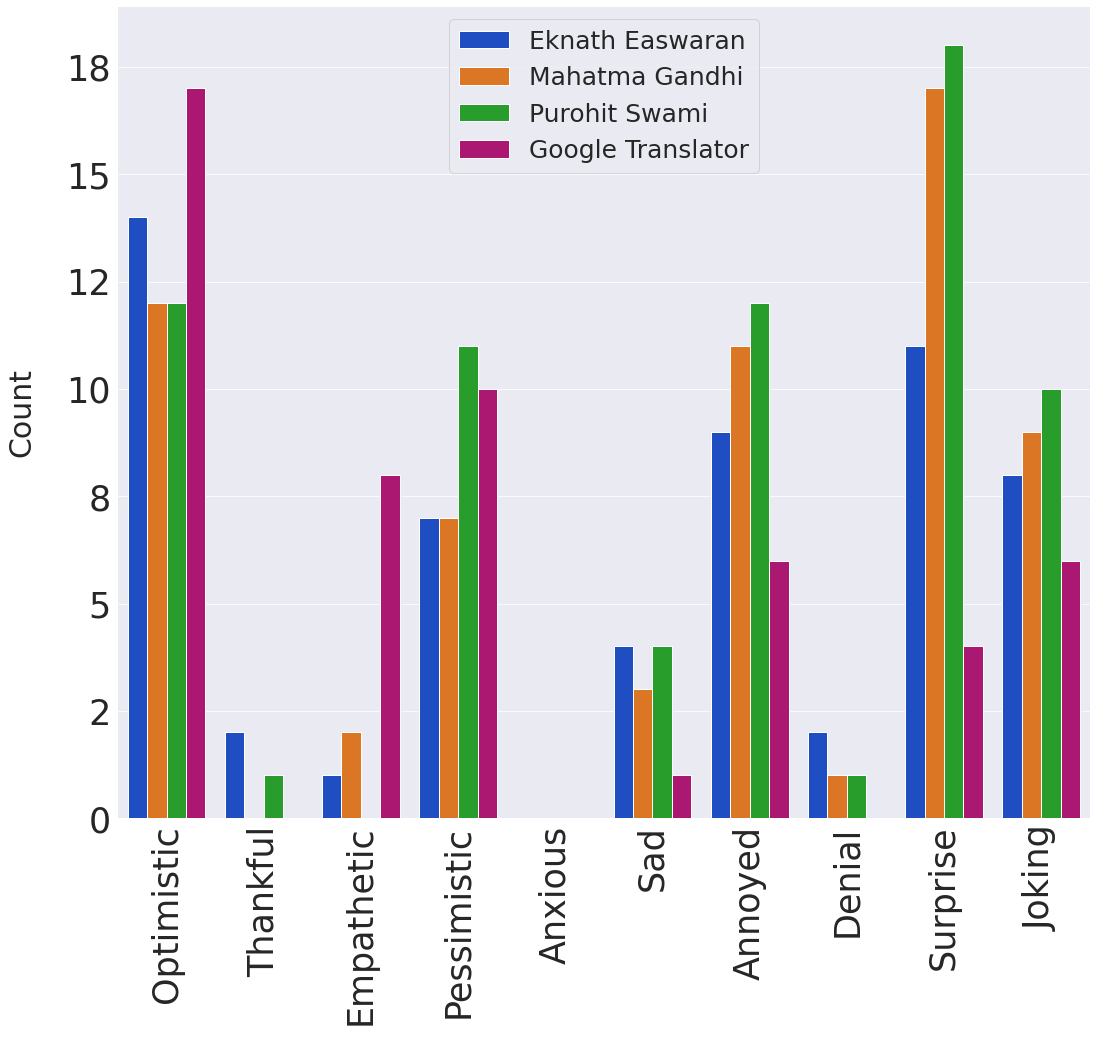 Eknath Easwaran
Mahatma Gandhi
Purohit Swami
Google Translator
Count
18
15
12
10
8
5
2
0
Optimistic
Thankful
Empathetic
Pessimistic
Anxious
Sad
Annoyed
Denial
Surprise
Joking